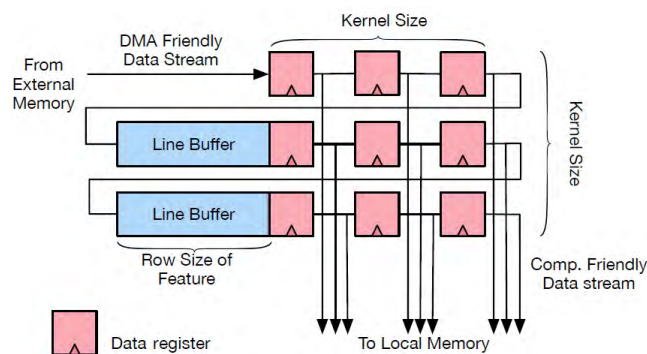 Kernel Size
DMA Friendly
Data Stream
From
External
Memory
Kernel Size
Line Buffer
Line Buffer
Row Size of
Feature
Comp. Friendly
Data stream
Data register
To Local Memory